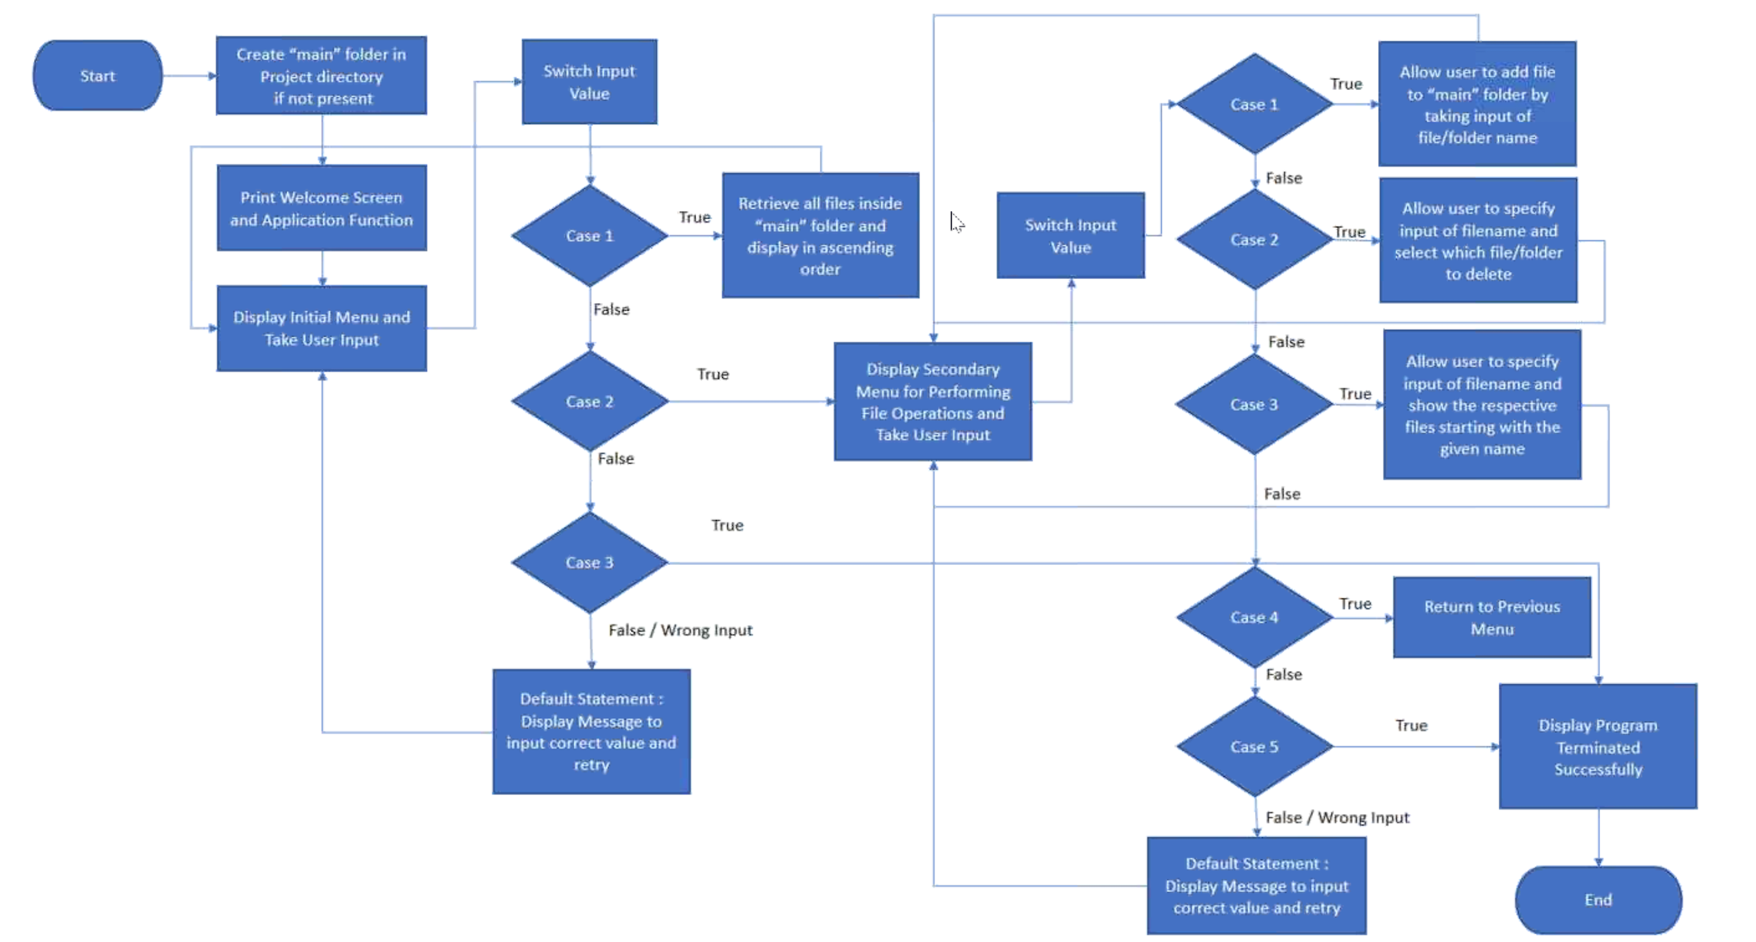 Start
Create “main” folder in
Project directory
if not present
Print Welcome Screen
and Application Function
Display Initial Menu and
Take User Input
Switch Input
Value
Case 1
True
Retrieve all files inside
“main” folder and
display in ascending
order
False
Case 2
True
False
Case 3
True
False / Wrong Input
Default Statement :
Display Message to
input correct value and
retry
Display Secondary
Menu for Performing
File Operations and
Take User Input
Switch Input
Value
Case 1
True
Allow user to add file
to “main” folder by
taking input of
file/folder name
False
Case 2
True
Allow user to specify
input of filename and
select which file/folder
to delete
False
Case 3
True
Allow user to specify
input of filename and
show the respective
files starting with the
given name
False
Case 4
True
Return to Previous
Menu
False
Case 5
True
Display Program
Terminated
Successfully
False / Wrong Input
Default Statement :
Display Message to input
correct value and retry
End